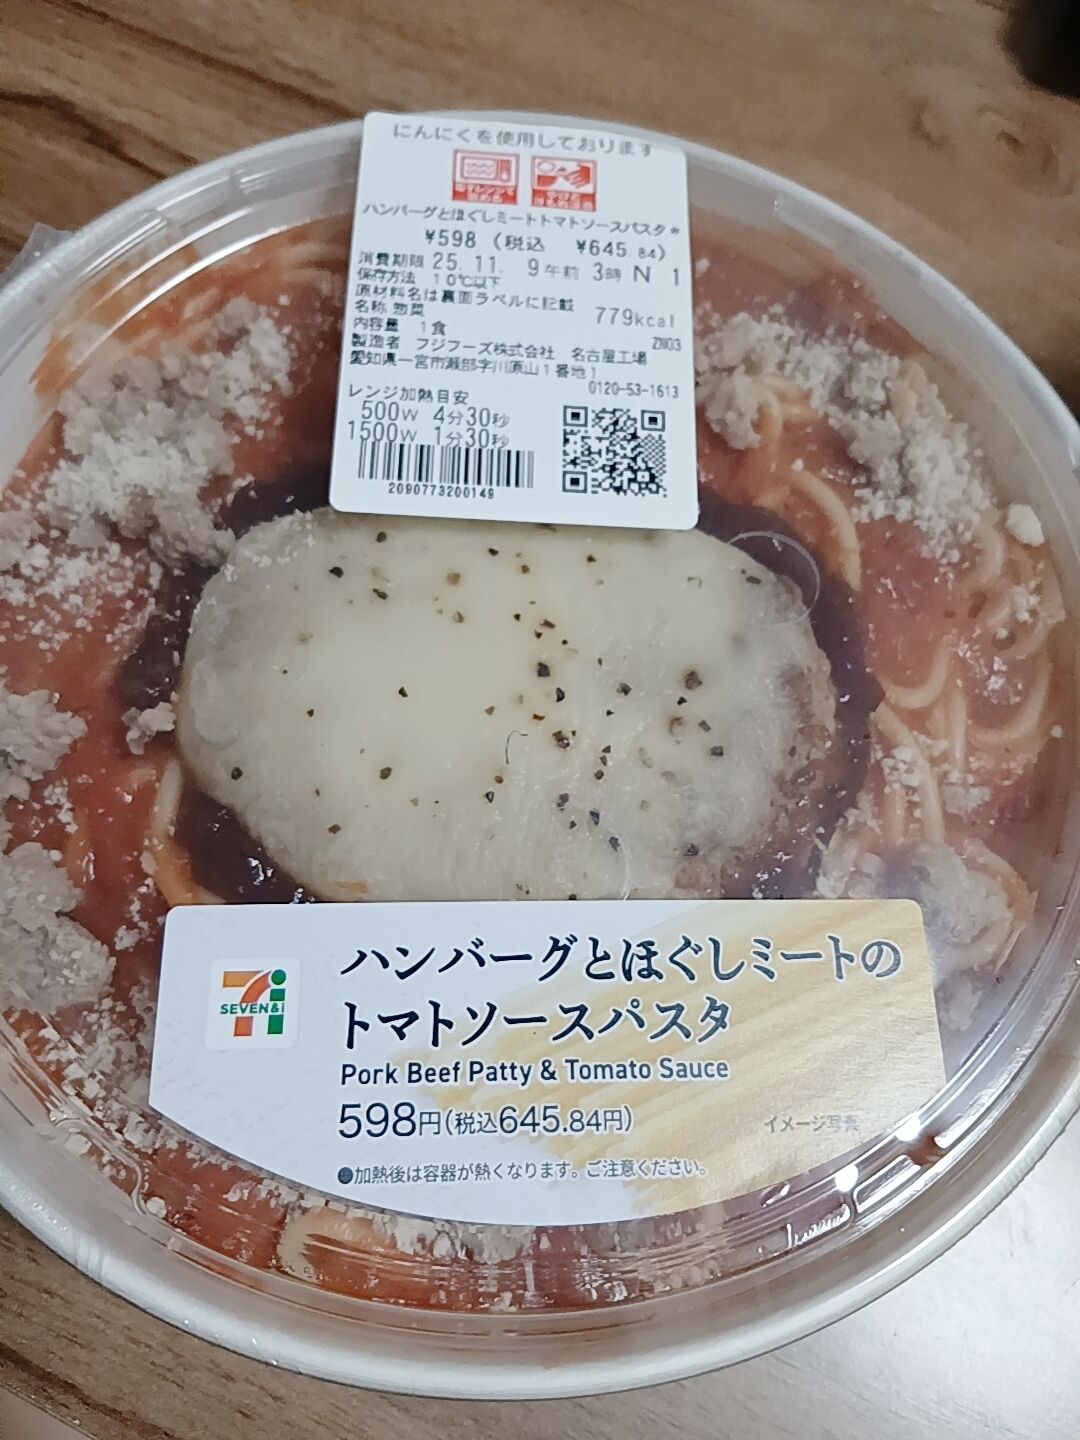 にんにくを使用しております
ハンバーグとほぐしミートトマトソースパスタ*
¥598 (税込 ¥645.84)
消費期限 25.11. 9午前 3時 N 1
保存方法 10℃以下
原材料名は裏面ラベルに記載
779kcal
名称 惣菜
内容量 1食
ZN03
製造者 フジフーズ株式会社 名古屋工場
愛知県一宮市瀬部字川原山1番地1
0120-53-1613
レンジ加熱目安
500W 4分30秒
1500W 1分30秒
2090773200149
SEVEN&i
ハンバーグとほぐしミートの
トマトソースパスタ
Pork Beef Patty & Tomato Sauce
598円(税込645.84円)
イメージ写真
●加熱後は容器が熱くなります。ご注意ください。